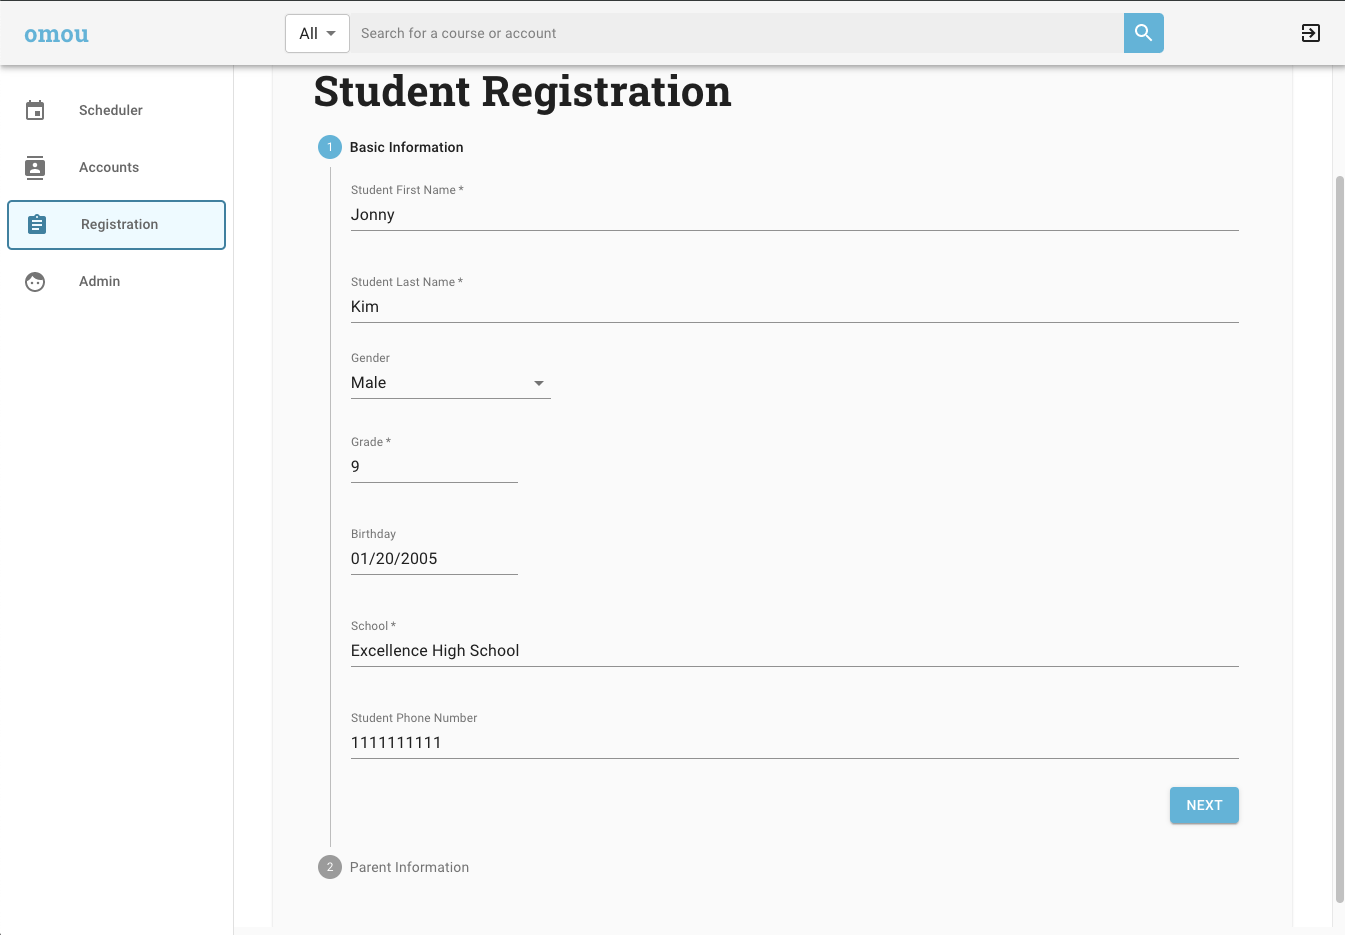 omou
All
Search for a course or account
Scheduler
Accounts
Registration
Admin
Student Registration
1 Basic Information
Student First Name *
Jonny
Student Last Name *
Kim
Gender
Male
Grade *
9
Birthday
01/20/2005
School *
Excellence High School
Student Phone Number
1111111111
NEXT
2 Parent Information